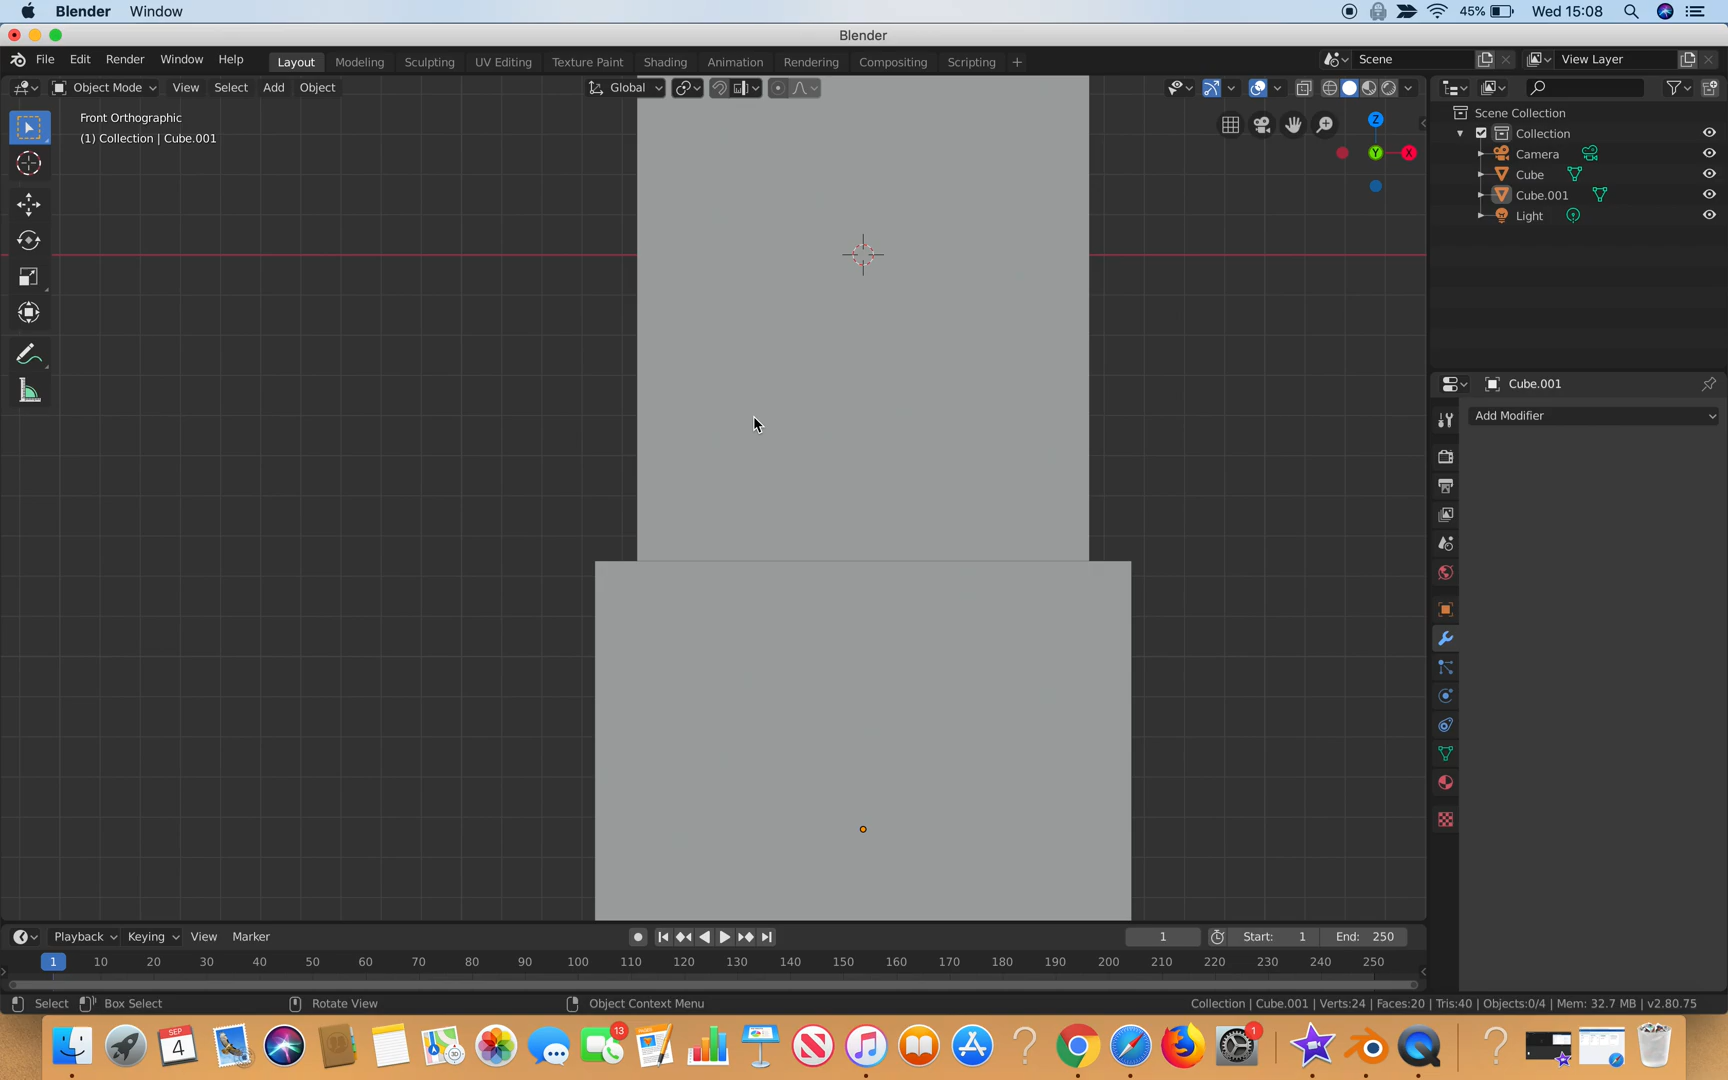 Blender Window 45% Wed 15:08
Blender
File Edit Render Window Help Layout Modeling Sculpting UV Editing Texture Paint Shading Animation Rendering Compositing Scripting + Scene View Layer
Object Mode View Select Add Object Global
Front Orthographic
(1) Collection | Cube.001
Z
Y X
Scene Collection
Collection
Camera
Cube
Cube.001
Light
Cube.001
Add Modifier
Playback Keying View Marker 1 Start: 1 End: 250
1 10 20 30 40 50 60 70 80 90 100 110 120 130 140 150 160 170 180 190 200 210 220 230 240 250
Select Box Select Rotate View Object Context Menu Collection | Cube.001 | Verts:24 | Faces:20 | Tris:40 | Objects:0/4 | Mem: 32.7 MB | v2.80.75
SEP
4
13
1